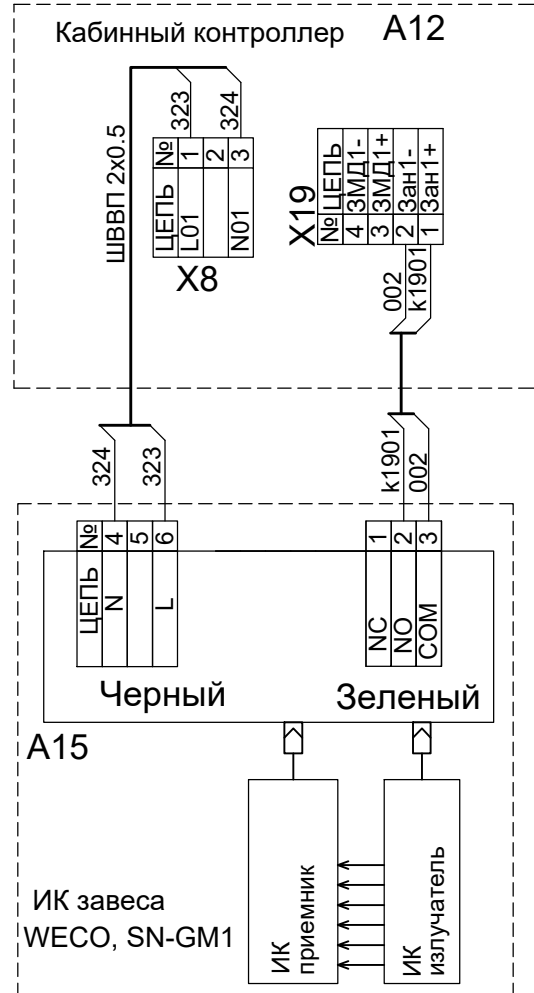 Кабинный контроллер A12
ШВВП 2x0.5
323
324
ЦЕПЬ №
L01 1
2
N01 3
X8
X19
№ ЦЕПЬ
4 ЗМД1-
3 ЗМД1+
2 Зан1-
1 Зан1+
002
k1901
324
323
k1901
002
ЦЕПЬ №
N 4
5
L 6
NC 1
NO 2
COM 3
Черный
Зеленый
A15
ИК завеса
WECO, SN-GM1
ИК
приемник
ИК
излучатель